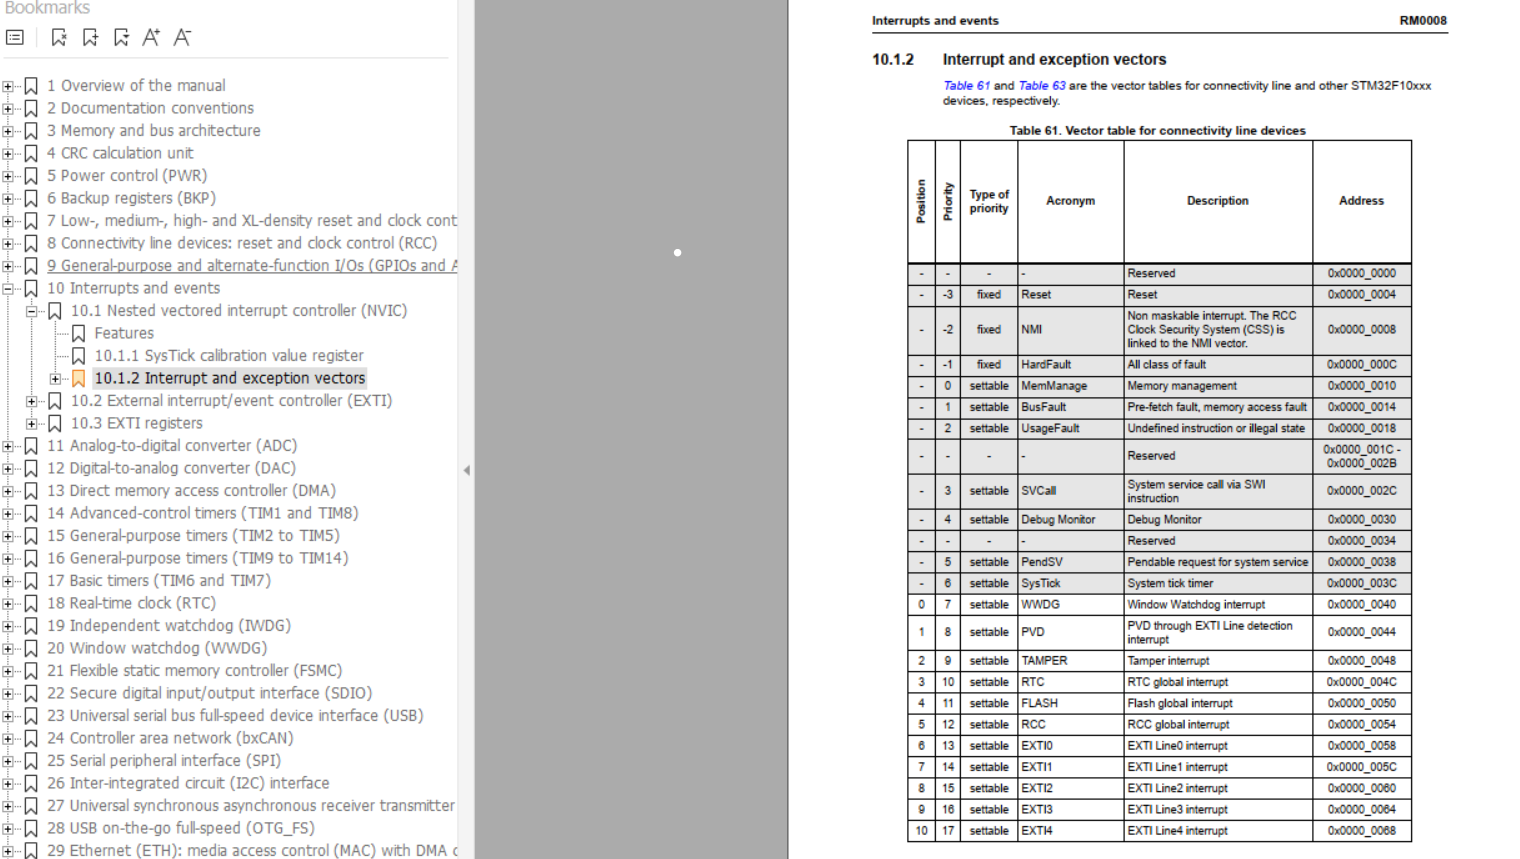 Bookmarks
A+ A-
1 Overview of the manual
2 Documentation conventions
3 Memory and bus architecture
4 CRC calculation unit
5 Power control (PWR)
6 Backup registers (BKP)
7 Low-, medium-, high- and XL-density reset and clock cont
8 Connectivity line devices: reset and clock control (RCC)
9 General-purpose and alternate-function I/Os (GPIOs and A
10 Interrupts and events
10.1 Nested vectored interrupt controller (NVIC)
Features
10.1.1 SysTick calibration value register
10.1.2 Interrupt and exception vectors
10.2 External interrupt/event controller (EXTI)
10.3 EXTI registers
11 Analog-to-digital converter (ADC)
12 Digital-to-analog converter (DAC)
13 Direct memory access controller (DMA)
14 Advanced-control timers (TIM1 and TIM8)
15 General-purpose timers (TIM2 to TIM5)
16 General-purpose timers (TIM9 to TIM14)
17 Basic timers (TIM6 and TIM7)
18 Real-time clock (RTC)
19 Independent watchdog (IWDG)
20 Window watchdog (WWDG)
21 Flexible static memory controller (FSMC)
22 Secure digital input/output interface (SDIO)
23 Universal serial bus full-speed device interface (USB)
24 Controller area network (bxCAN)
25 Serial peripheral interface (SPI)
26 Inter-integrated circuit (I2C) interface
27 Universal synchronous asynchronous receiver transmitter
28 USB on-the-go full-speed (OTG_FS)
29 Ethernet (ETH): media access control (MAC) with DMA c
Interrupts and events RM0008
10.1.2 Interrupt and exception vectors
Table 61 and Table 63 are the vector tables for connectivity line and other STM32F10xxx
devices, respectively.
Table 61. Vector table for connectivity line devices
Position Priority Type of priority Acronym Description Address
- - - - Reserved 0x0000_0000
- -3 fixed Reset Reset 0x0000_0004
- -2 fixed NMI Non maskable interrupt. The RCC
Clock Security System (CSS) is
linked to the NMI vector. 0x0000_0008
- -1 fixed HardFault All class of fault 0x0000_000C
- 0 settable MemManage Memory management 0x0000_0010
- 1 settable BusFault Pre-fetch fault, memory access fault 0x0000_0014
- 2 settable UsageFault Undefined instruction or illegal state 0x0000_0018
- - - - Reserved 0x0000_001C -
0x0000_002B
- 3 settable SVCall System service call via SWI
instruction 0x0000_002C
- 4 settable Debug Monitor Debug Monitor 0x0000_0030
- - - - Reserved 0x0000_0034
- 5 settable PendSV Pendable request for system service 0x0000_0038
- 6 settable SysTick System tick timer 0x0000_003C
0 7 settable WWDG Window Watchdog interrupt 0x0000_0040
1 8 settable PVD PVD through EXTI Line detection
interrupt 0x0000_0044
2 9 settable TAMPER Tamper interrupt 0x0000_0048
3 10 settable RTC RTC global interrupt 0x0000_004C
4 11 settable FLASH Flash global interrupt 0x0000_0050
5 12 settable RCC RCC global interrupt 0x0000_0054
6 13 settable EXTI0 EXTI Line0 interrupt 0x0000_0058
7 14 settable EXTI1 EXTI Line1 interrupt 0x0000_005C
8 15 settable EXTI2 EXTI Line2 interrupt 0x0000_0060
9 16 settable EXTI3 EXTI Line3 interrupt 0x0000_0064
10 17 settable EXTI4 EXTI Line4 interrupt 0x0000_0068